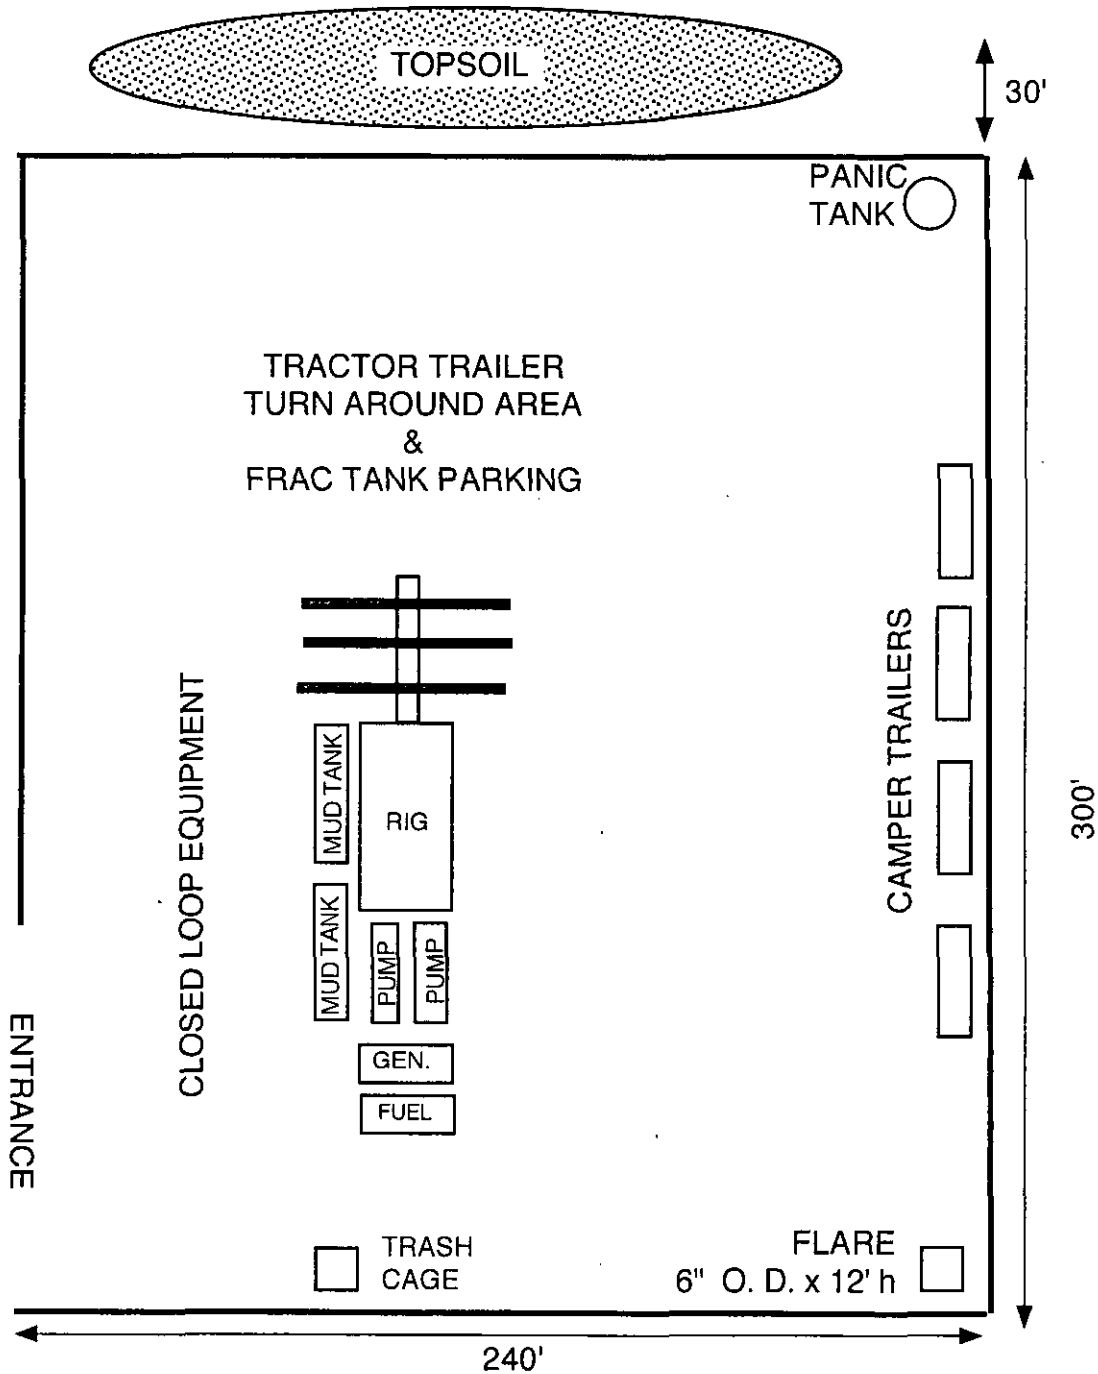 TOPSOIL
30'
PANIC
TANK
TRACTOR TRAILER
TURN AROUND AREA
&
FRAC TANK PARKING
CLOSED LOOP EQUIPMENT
MUD TANK
RIG
CAMPER TRAILERS
300'
MUD TANK
PUMP
PUMP
ENTRANCE
GEN.
FUEL
TRASH
CAGE
FLARE
6" O. D. x 12' h
240'